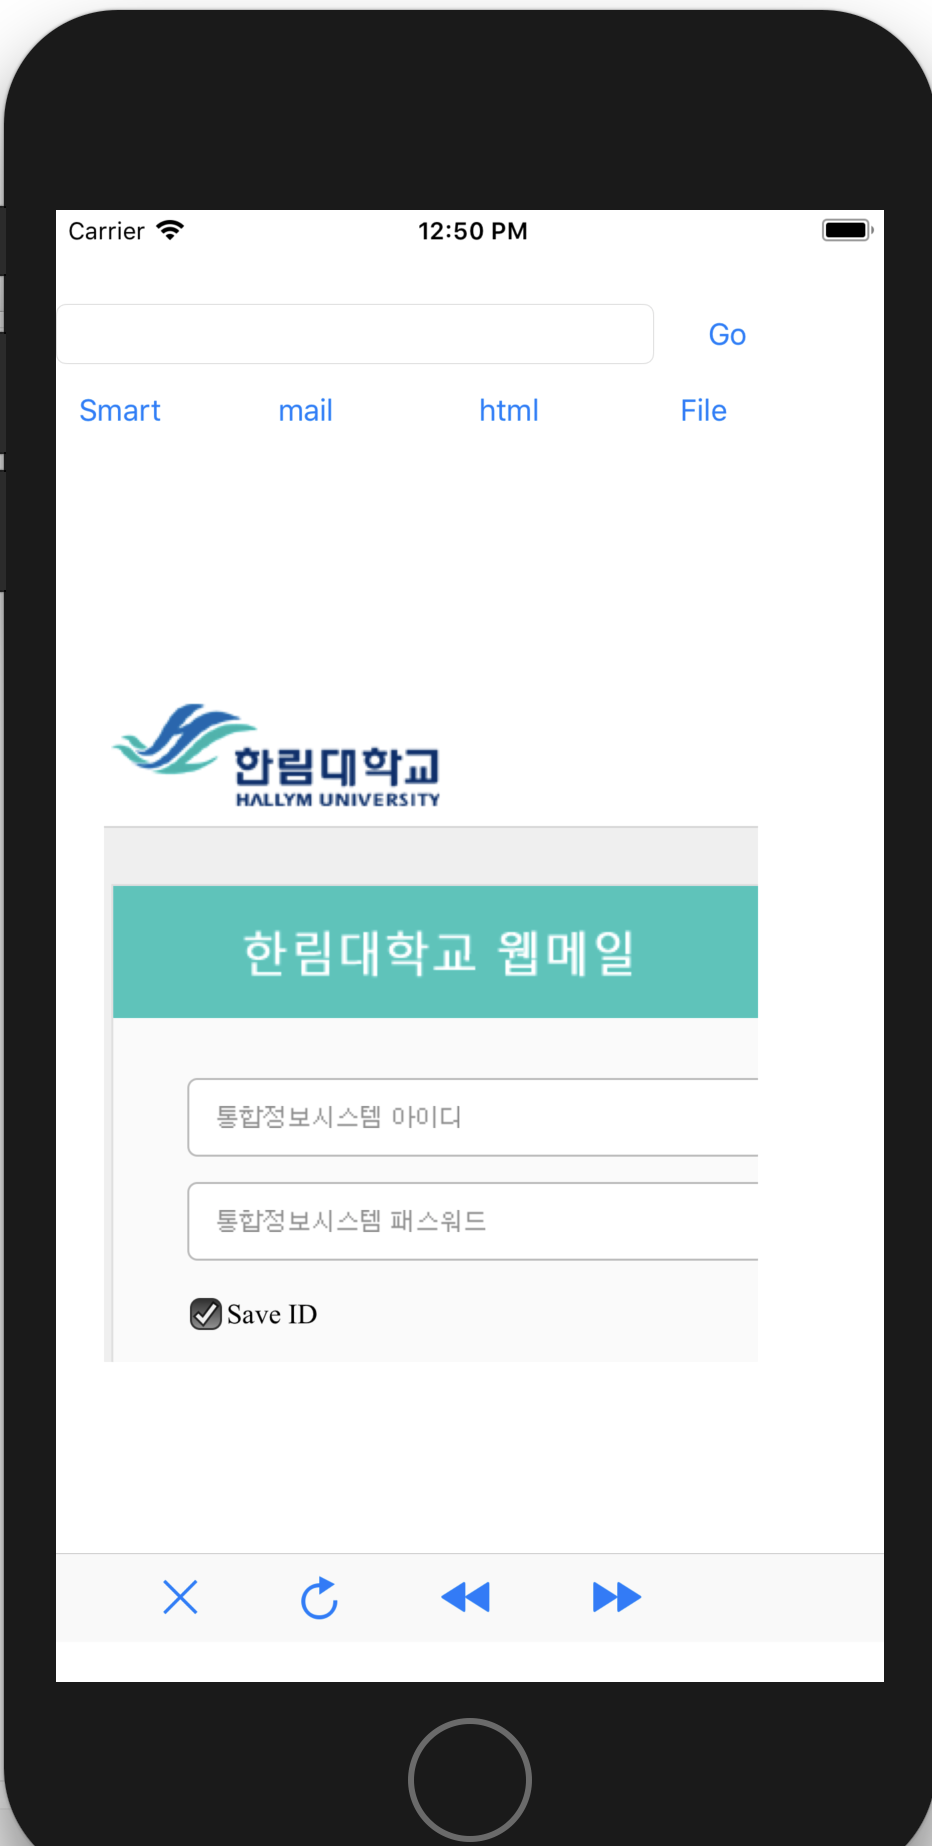 Carrier 12:50 PM
Go
Smart mail html File
한림대학교
HALLYM UNIVERSITY
한림대학교 웹메일
통합정보시스템 아이디
통합정보시스템 패스워드
Save ID